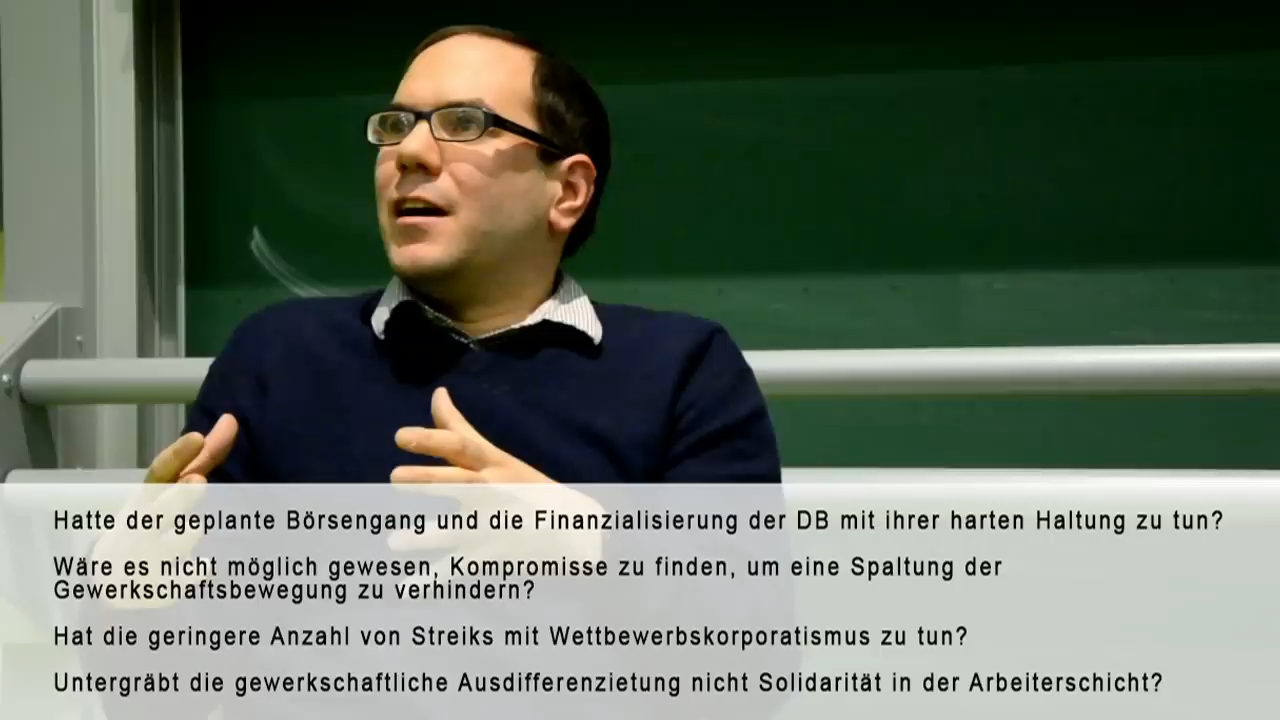 Hatte der geplante Börsengang und die Finanzialisierung der DB mit ihrer harten Haltung zu tun?
Wäre es nicht möglich gewesen, Kompromisse zu finden, um eine Spaltung der
Gewerkschaftsbewegung zu verhindern?
Hat die geringere Anzahl von Streiks mit Wettbewerbskorporatismus zu tun?
Untergräbt die gewerkschaftliche Ausdifferenzietung nicht Solidarität in der Arbeiterschicht?